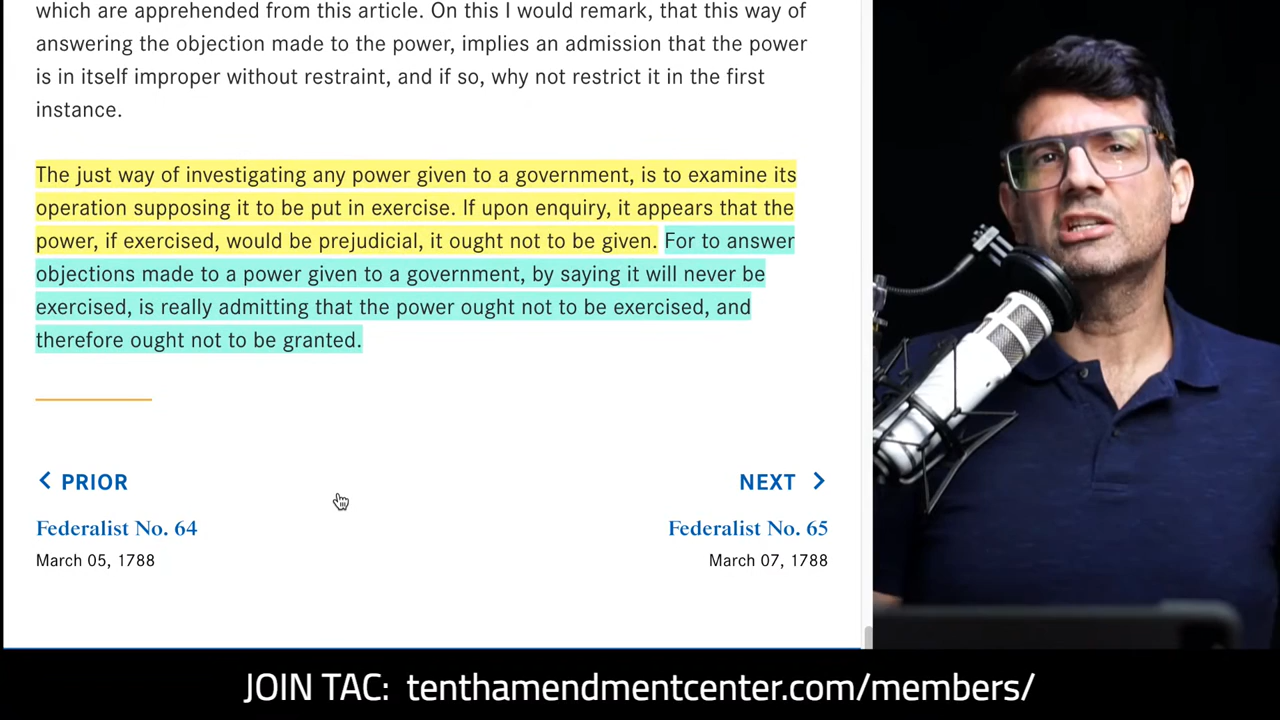 which are apprehended from this article. On this I would remark, that this way of
answering the objection made to the power, implies an admission that the power
is in itself improper without restraint, and if so, why not restrict it in the first
instance.
The just way of investigating any power given to a government, is to examine its
operation supposing it to be put in exercise. If upon enquiry, it appears that the
power, if exercised, would be prejudicial, it ought not to be given. For to answer
objections made to a power given to a government, by saying it will never be
exercised, is really admitting that the power ought not to be exercised, and
therefore ought not to be granted.
PRIOR
NEXT
Federalist No. 64
Federalist No. 65
March 05, 1788
March 07, 1788
JOIN TAC: tenthamendmentcenter.com/members/